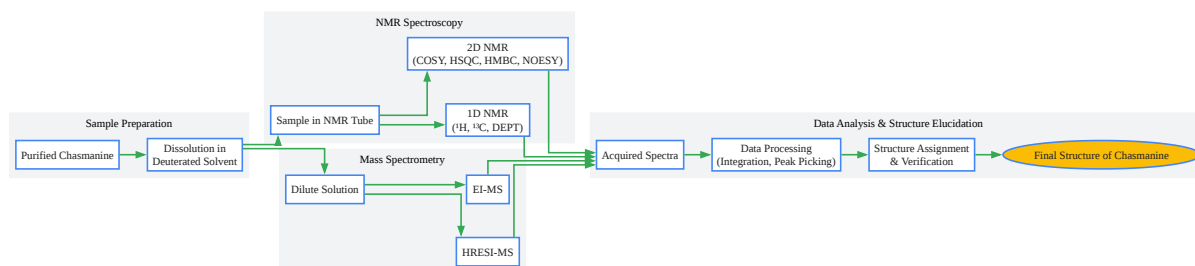 NMR Spectroscopy
2D NMR
(COSY, HSQC, HMBC, NOESY)
Sample in NMR Tube
1D NMR
(¹H, ¹³C, DEPT)
Sample Preparation
Purified Chasmanine
Dissolution in
Deuterated Solvent
Mass Spectrometry
Dilute Solution
EI-MS
HRESI-MS
Data Analysis & Structure Elucidation
Acquired Spectra
Data Processing
(Integration, Peak Picking)
Structure Assignment
& Verification
Final Structure of Chasmanine